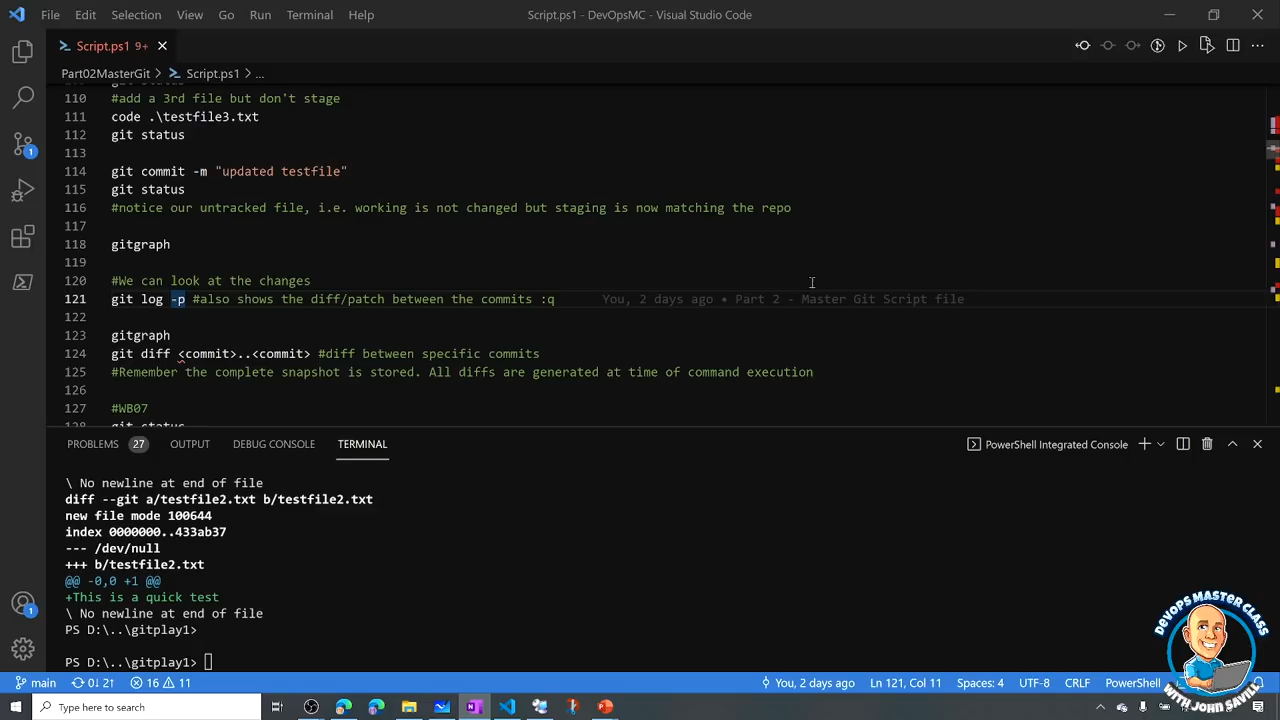 File Edit Selection View Go Run Terminal Help Script.ps1 - DevOpsMC - Visual Studio Code
Script.ps1 9+
Part02MasterGit > Script.ps1 > ...
110 #add a 3rd file but don't stage
111 code .\testfile3.txt
112 git status
113
114 git commit -m "updated testfile"
115 git status
116 #notice our untracked file, i.e. working is not changed but staging is now matching the repo
117
118 gitgraph
119
120 #We can look at the changes
121 git log -p #also shows the diff/patch between the commits :q You, 2 days ago • Part 2 - Master Git Script file
122
123 gitgraph
124 git diff <commit>..<commit> #diff between specific commits
125 #Remember the complete snapshot is stored. All diffs are generated at time of command execution
126
127 #WB07
128 git status
PROBLEMS 27 OUTPUT DEBUG CONSOLE TERMINAL PowerShell Integrated Console
\ No newline at end of file
diff --git a/testfile2.txt b/testfile2.txt
new file mode 100644
index 0000000..433ab37
--- /dev/null
+++ b/testfile2.txt
@@ -0,0 +1 @@
+This is a quick test
\ No newline at end of file
PS D:\..\gitplay1>
PS D:\..\gitplay1>
1
1
DEVOPS MASTER CLASS
WITH JOHN SAVILL
main 0↓ 2↑ 16 11 You, 2 days ago Ln 121, Col 11 Spaces: 4 UTF-8 CRLF PowerShell
Type here to search